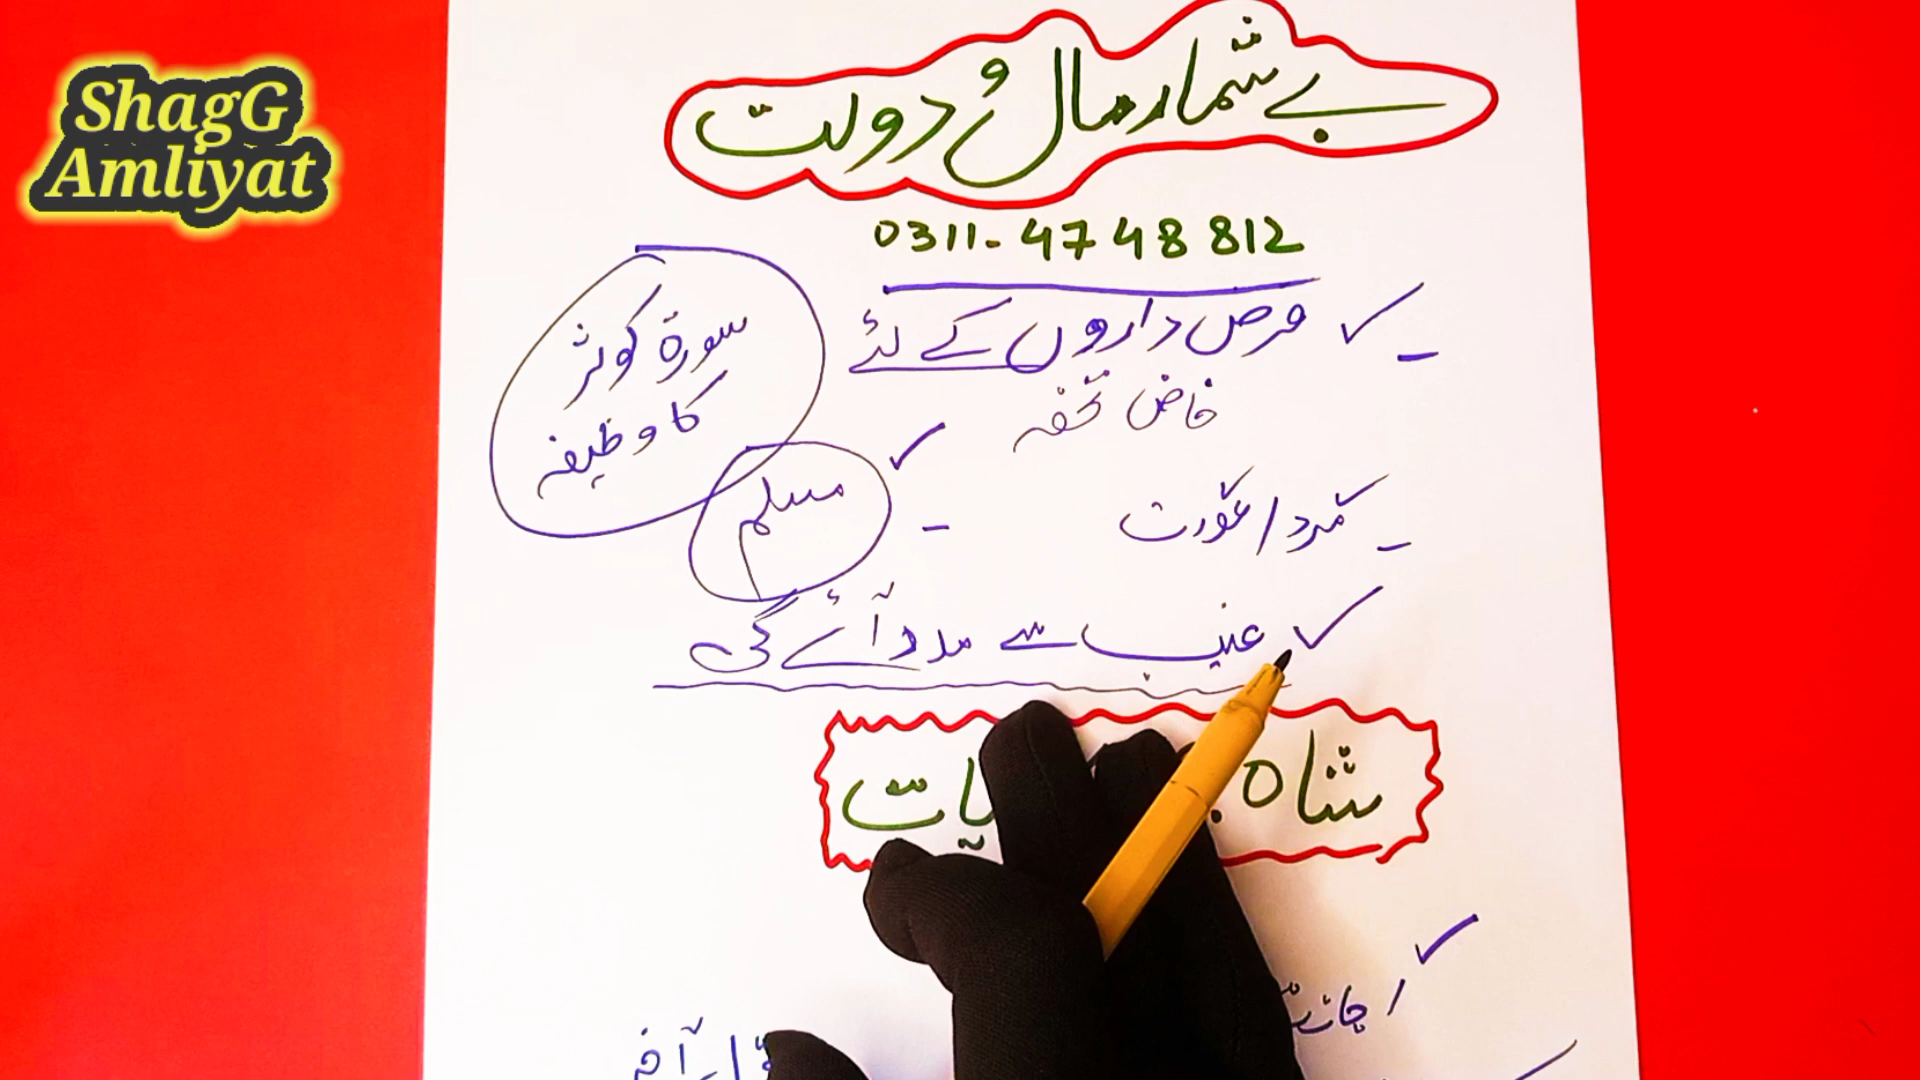 ShagG
Amliyat
بے شمار مال و دولت
0311-4748812
قرض داروں کے لئے
خاص تحفہ
سورۃ کوثر
کا وظیفہ
مسلم
مرد / عورت
غیب سے مدد آئے گی
شاہ